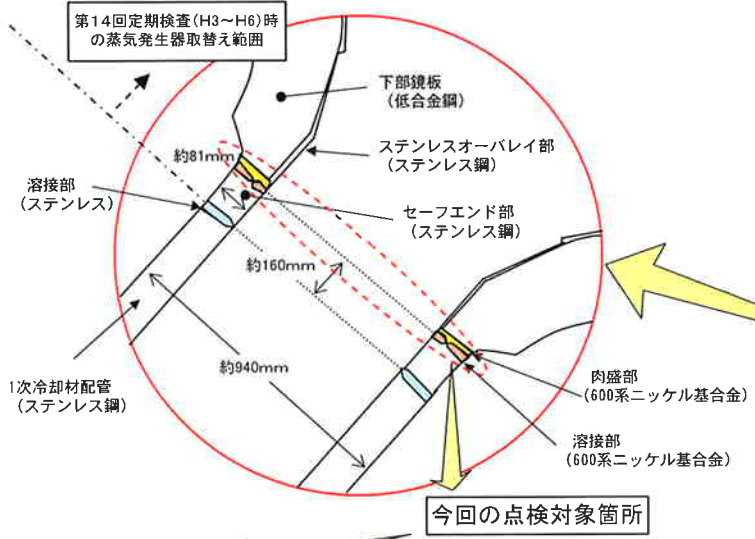 第14回定期検査(H3～H6)時
の蒸気発生器取替え範囲
下部鏡板
(低合金鋼)
約81mm
ステンレスオーバレイ部
(ステンレス鋼)
溶接部
(ステンレス)
セーフエンド部
(ステンレス鋼)
約160mm
約940mm
1次冷却材配管
(ステンレス鋼)
肉盛部
(600系ニッケル基合金)
溶接部
(600系ニッケル基合金)
今回の点検対象箇所